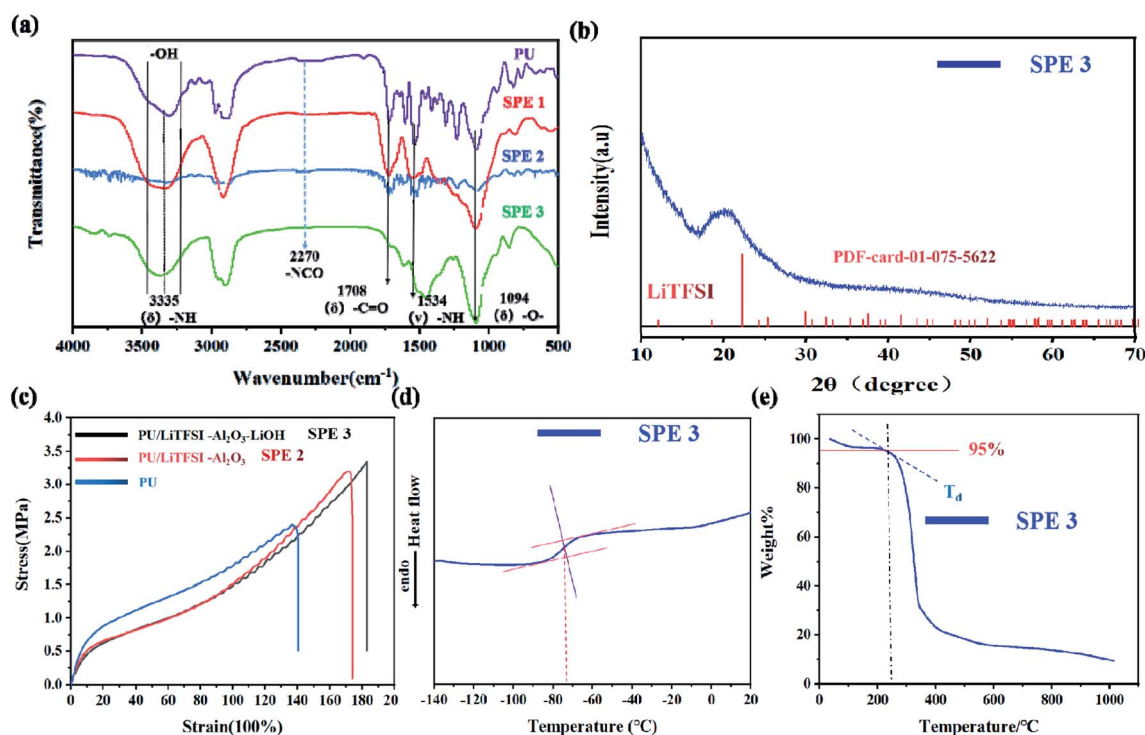 (a)
-OH
PU
SPE 1
SPE 2
SPE 3
3335
(δ) -NH
2270
-NCO
1708
(δ) -C=O
1534
(ν) -NH
1094
(δ) -O-
Transmittance(%)
4000 3500 3000 2500 2000 1500 1000 500
Wavenumber(cm⁻¹)
(b)
SPE 3
PDF-card-01-075-5622
LiTFSI
Intensity(a.u)
10 20 30 40 50 60 70
2θ（degree）
(c)
PU/LiTFSI -Al₂O₃-LiOH SPE 3
PU/LiTFSI -Al₂O₃ SPE 2
PU
4.0
3.5
3.0
2.5
2.0
1.5
1.0
0.5
0.0
Stress(MPa)
0 20 40 60 80 100 120 140 160 180 20
Strain(100%)
(d)
SPE 3
Heat flow
endo
-140 -120 -100 -80 -60 -40 -20 0 20
Temperature (°C)
(e)
95%
T_d
SPE 3
100
80
60
40
20
0
Weight%
0 200 400 600 800 1000
Temperature/°C